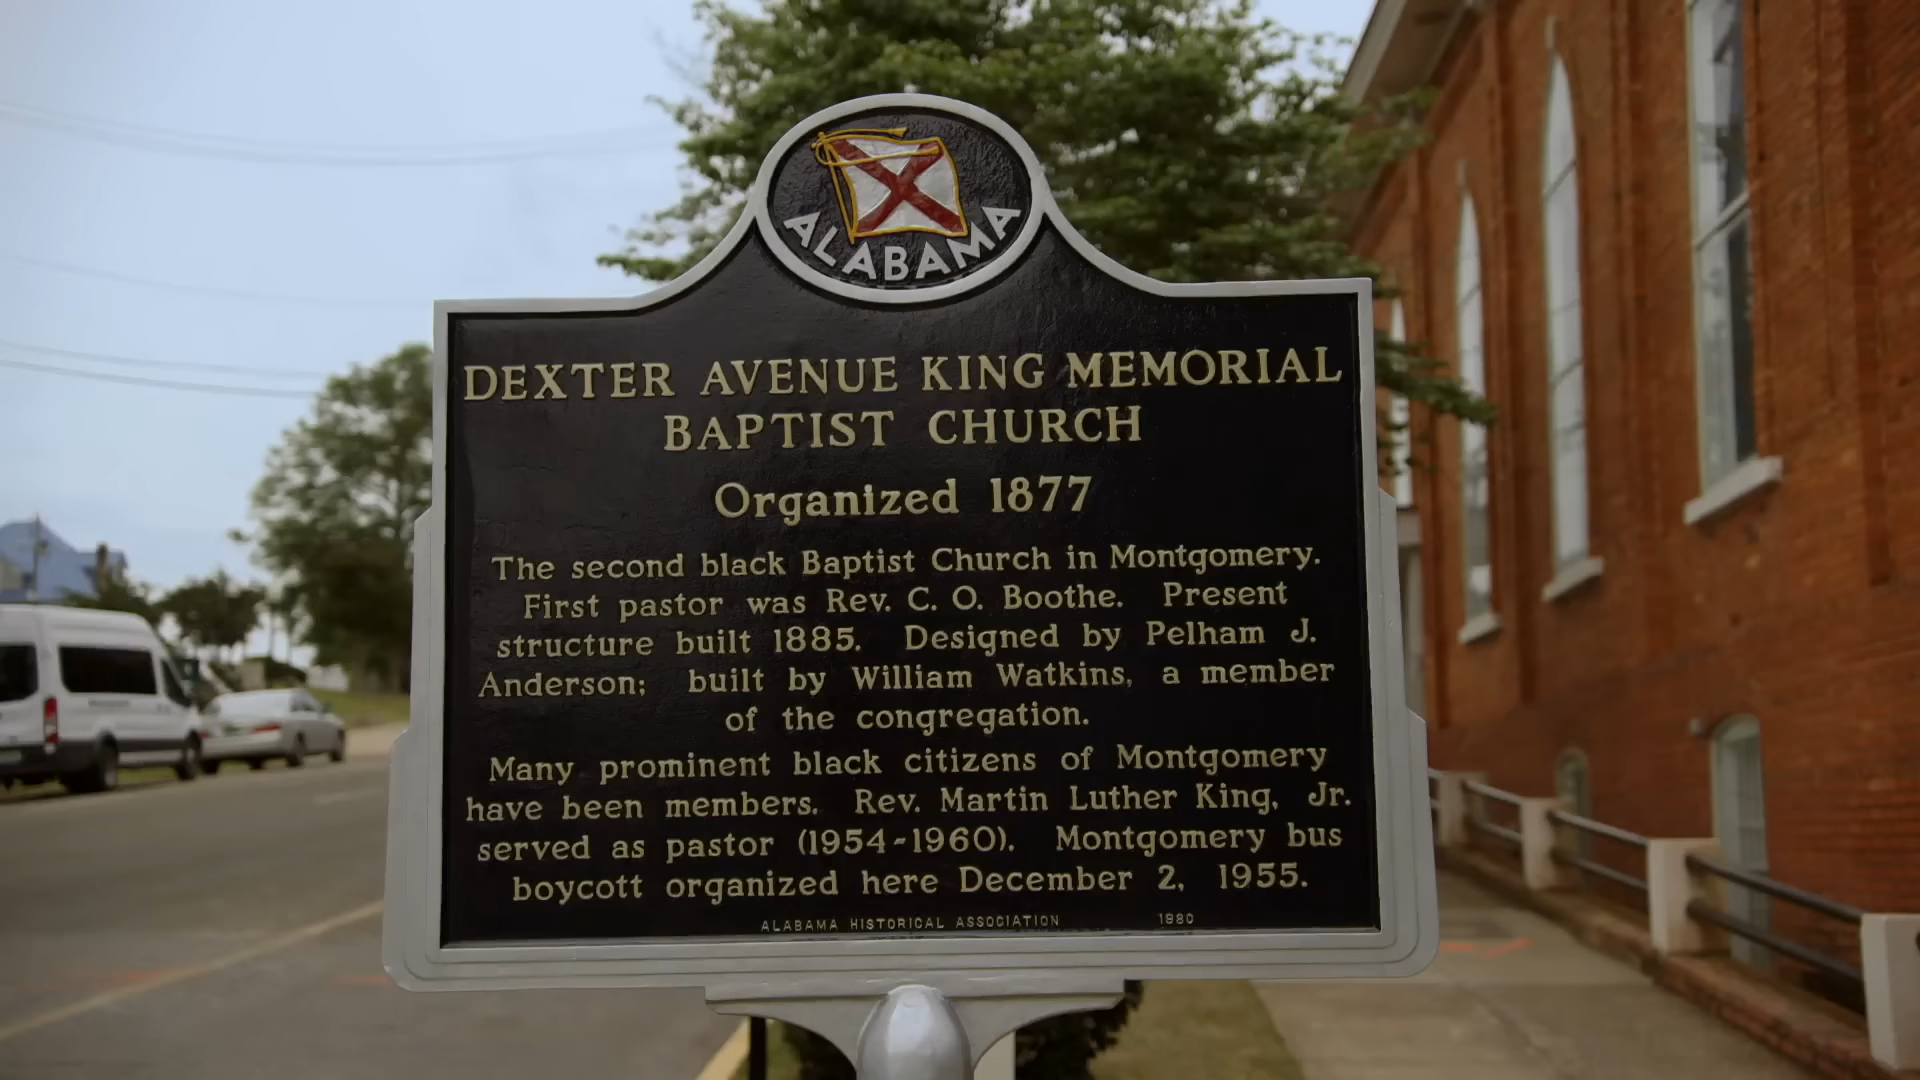 ALABAMA
DEXTER AVENUE KING MEMORIAL
BAPTIST CHURCH
Organized 1877
The second black Baptist Church in Montgomery.
First pastor was Rev. C. O. Boothe. Present
structure built 1885. Designed by Pelham J.
Anderson; built by William Watkins, a member
of the congregation.
Many prominent black citizens of Montgomery
have been members. Rev. Martin Luther King, Jr.
served as pastor (1954-1960). Montgomery bus
boycott organized here December 2, 1955.
ALABAMA HISTORICAL ASSOCIATION 1980